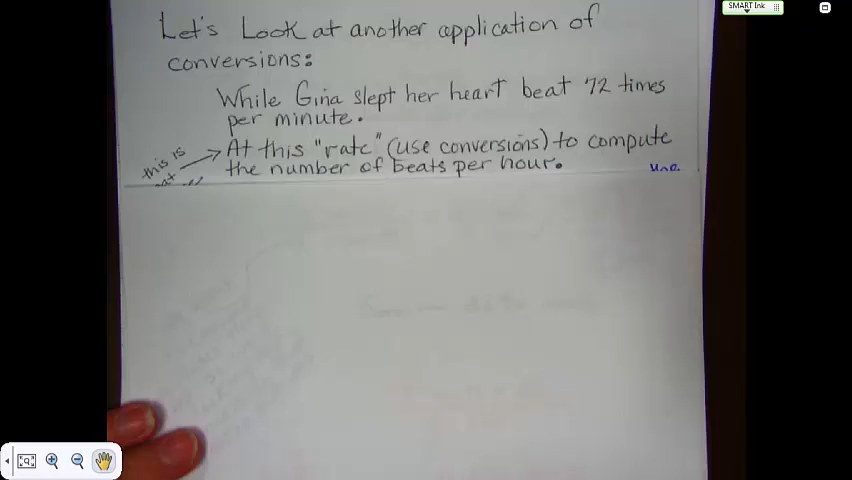 SMART Ink
Let's Look at another application of
conversions:
While Gina slept her heart beat 72 times
per minute.
this is
At this "rate" (use conversions) to compute
the number of beats per hour.